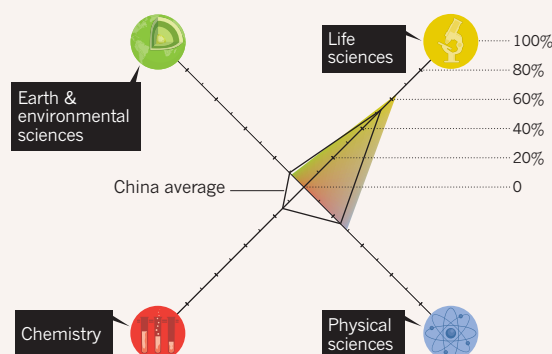 Life
sciences
100%
80%
60%
40%
20%
0
Earth &
environmental
sciences
China average
Chemistry
Physical
sciences